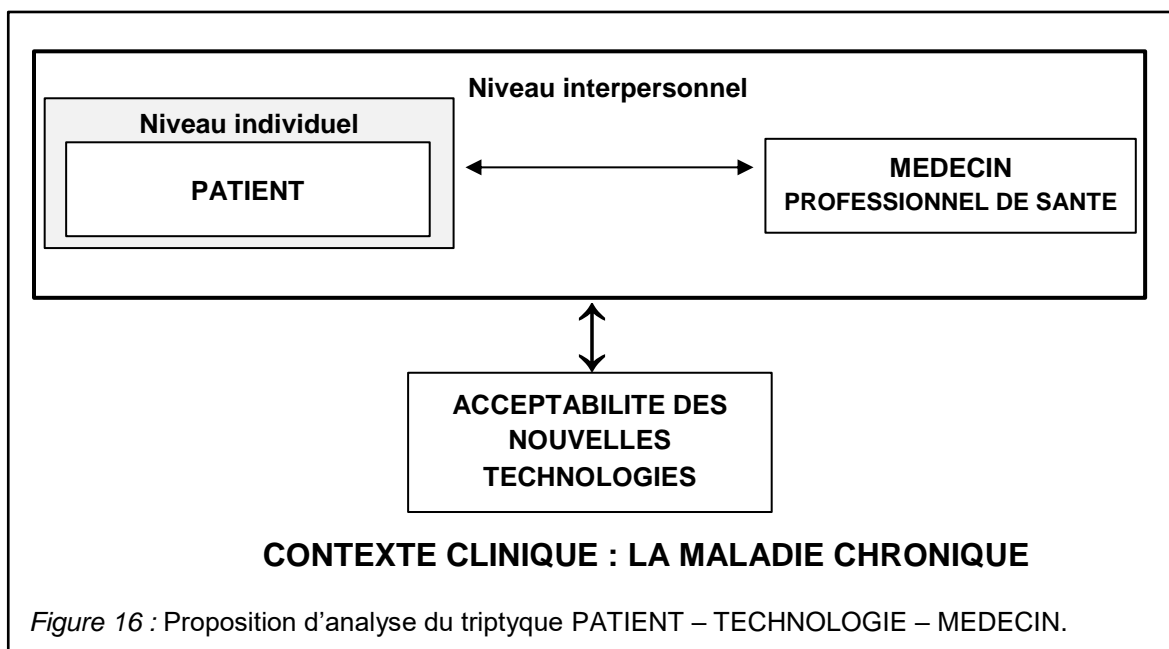 Niveau interpersonnel
Niveau individuel
PATIENT
MEDECIN
PROFESSIONNEL DE SANTE
ACCEPTABILITE DES
NOUVELLES
TECHNOLOGIES
CONTEXTE CLINIQUE : LA MALADIE CHRONIQUE
Figure 16 : Proposition d’analyse du triptyque PATIENT – TECHNOLOGIE – MEDECIN.